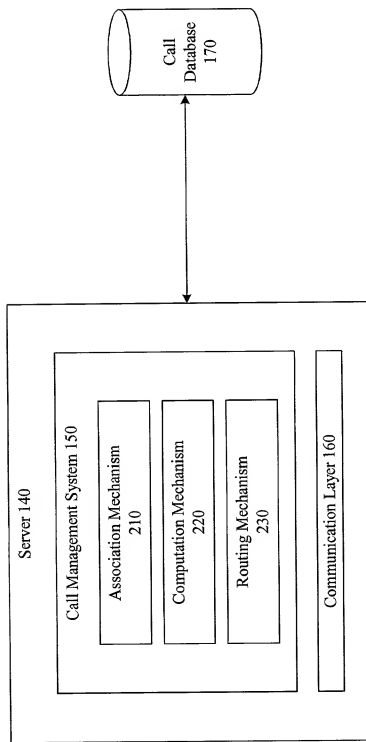 Server 140
Call Management System 150
Association Mechanism
210
Computation Mechanism
220
Routing Mechanism
230
Communication Layer 160
Call
Database
170